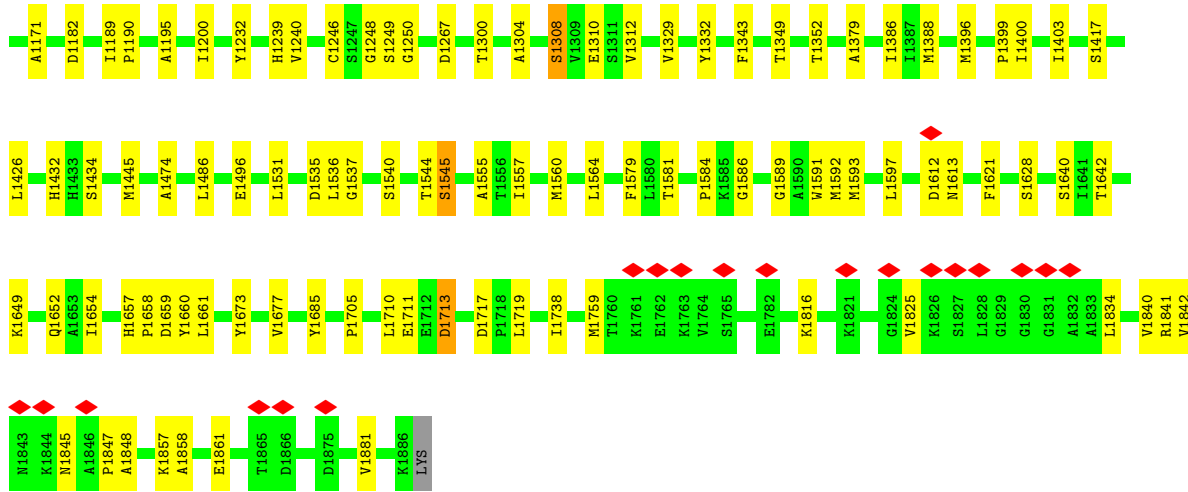 A1171 D1182 I1189 P1190 A1195 I1200 Y1232 H1239 V1240 C1246 S1247 G1248 S1249 G1250 D1267 T1300 A1304 S1308 V1309 E1310 S1311 V1312 V1329 Y1332 F1343 T1349 T1352 A1379 I1386 I1387 M1388 M1396 P1399 I1400 I1403 S1417
L1426 H1432 H1433 S1434 M1445 A1474 L1486 E1496 L1531 D1535 L1536 G1537 S1540 T1544 S1545 A1555 T1556 I1557 M1560 L1564 F1579 L1580 T1581 P1584 K1585 G1586 G1589 A1590 W1591 M1592 M1593 L1597 D1612 N1613 F1621 S1628 S1640 I1641 T1642
K1649 Q1652 A1653 I1654 H1657 P1658 D1659 Y1660 L1661 Y1673 V1677 Y1685 P1705 L1710 E1711 E1712 D1713 D1717 P1718 L1719 I1738 M1759 T1760 K1761 E1762 K1763 V1764 S1765 E1782 K1816 K1821 G1824 V1825 K1826 S1827 L1828 G1829 G1830 G1831 A1832 A1833 L1834 V1840 R1841 V1842
N1843 K1844 N1845 A1846 P1847 A1848 K1857 A1858 E1861 T1865 D1866 D1875 V1881 K1886 LYS